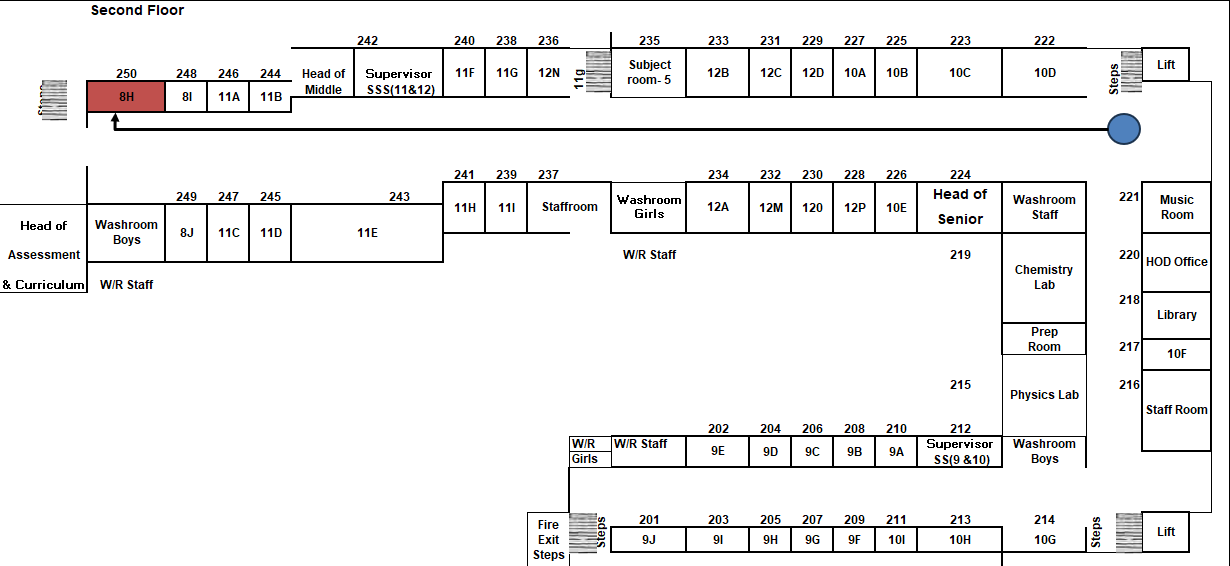 Second Floor
242
240
238
236
235
233
231
229
227
225
223
222
250
248
246
244
Head of
Middle
Supervisor
SSS(11&12)
11F
11G
12N
11g
Subject
room- 5
12B
12C
12D
10A
10B
10C
10D
Steps
Lift
8H
8I
11A
11B
241
239
237
234
232
230
228
226
224
249
247
245
243
11H
11I
Staffroom
Washroom
Girls
12A
12M
120
12P
10E
Head of
Senior
Washroom
Staff
221
Music
Room
Head of
Assessment
& Curriculum
Washroom
Boys
8J
11C
11D
11E
W/R Staff
W/R Staff
219
Chemistry
Lab
220
HOD Office
218
Library
Prep
Room
217
10F
215
Physics Lab
216
Staff Room
202
204
206
208
210
212
W/R
Girls
W/R Staff
9E
9D
9C
9B
9A
Supervisor
SS(9 &10)
Washroom
Boys
Fire
Exit
Steps
Steps
201
203
205
207
209
211
213
214
9J
9I
9H
9G
9F
10I
10H
10G
Steps
Lift